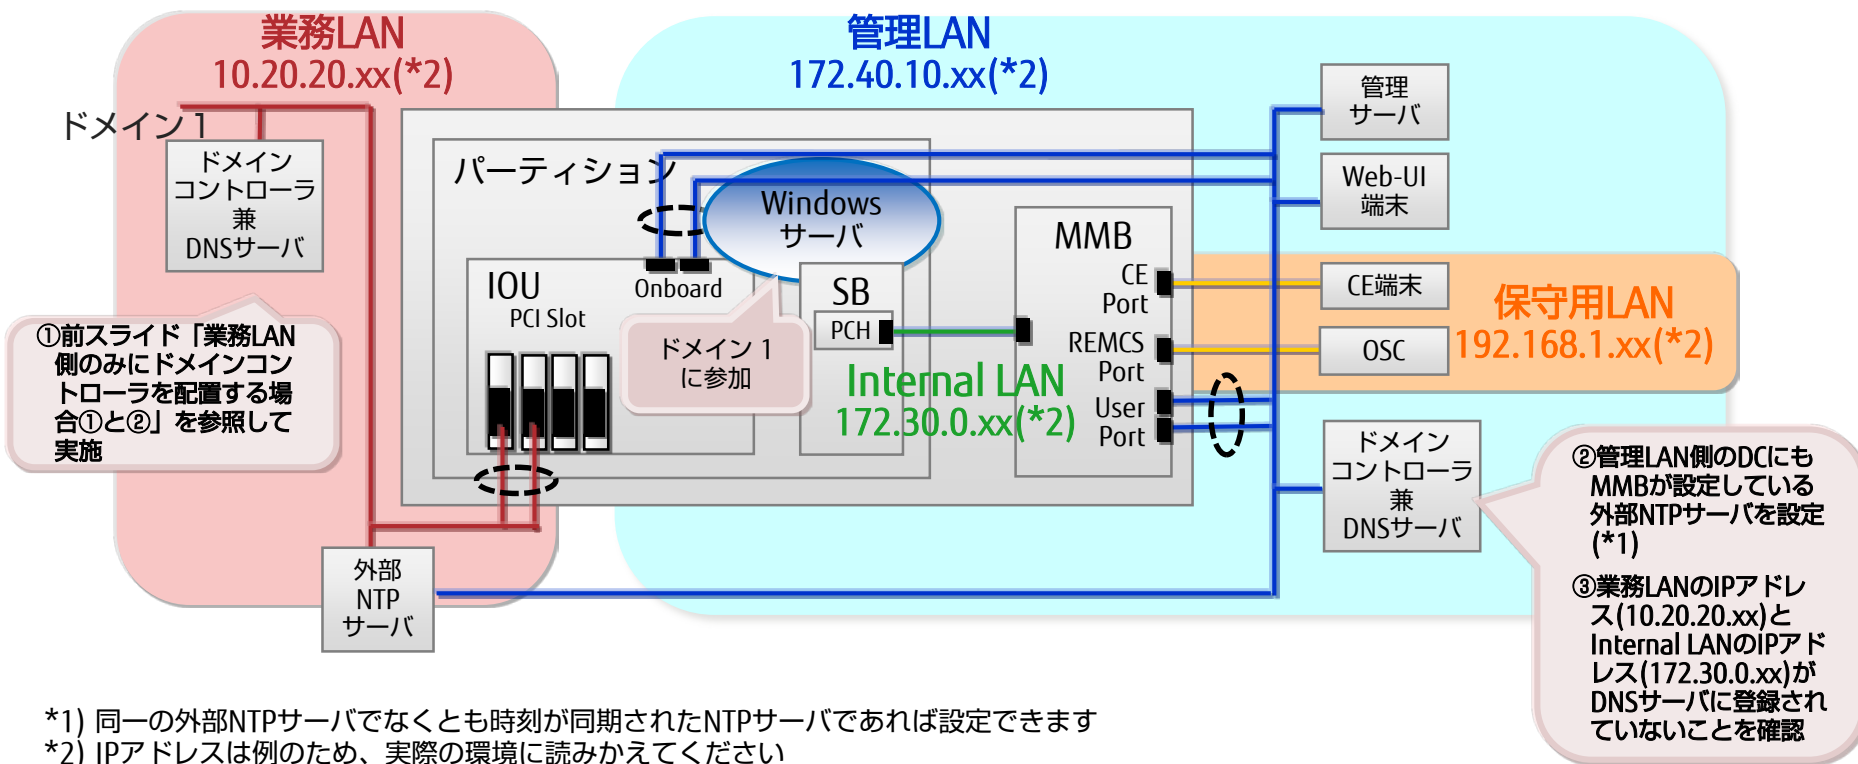 業務LAN
10.20.20.xx(*2)
管理LAN
172.40.10.xx(*2)
ドメイン1
ドメイン
コントローラ
兼
DNSサーバ
パーティション
Windows
サーバ
管理
サーバ
Web-UI
端末
MMB
CE
Port
REMCS
Port
User
Port
IOU
PCI Slot
Onboard
SB
PCH
CE端末
OSC
保守用LAN
192.168.1.xx(*2)
①前スライド「業務LAN
側のみにドメインコン
トローラを配置する場
合①と②」を参照して
実施
ドメイン 1
に参加
Internal LAN
172.30.0.xx(*2)
ドメイン
コントローラ
兼
DNSサーバ
②管理LAN側のDCにも
MMBが設定している
外部NTPサーバを設定
(*1)
③業務LANのIPアドレ
ス(10.20.20.xx)と
Internal LANのIPアド
レス(172.30.0.xx)が
DNSサーバに登録され
ていないことを確認
外部
NTP
サーバ
*1) 同一の外部NTPサーバでなくとも時刻が同期されたNTPサーバであれば設定できます
*2) IPアドレスは例のため、実際の環境に読みかえてください